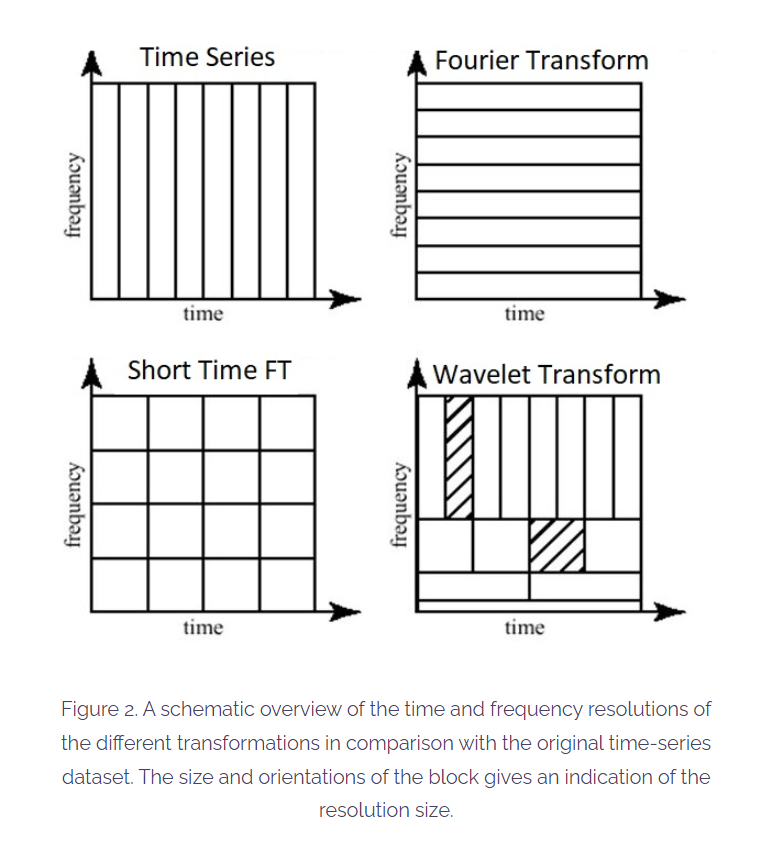 Time Series
frequency
time
Fourier Transform
frequency
time
Short Time FT
frequency
time
Wavelet Transform
frequency
time
Figure 2. A schematic overview of the time and frequency resolutions of
the different transformations in comparison with the original time-series
dataset. The size and orientations of the block gives an indication of the
resolution size.